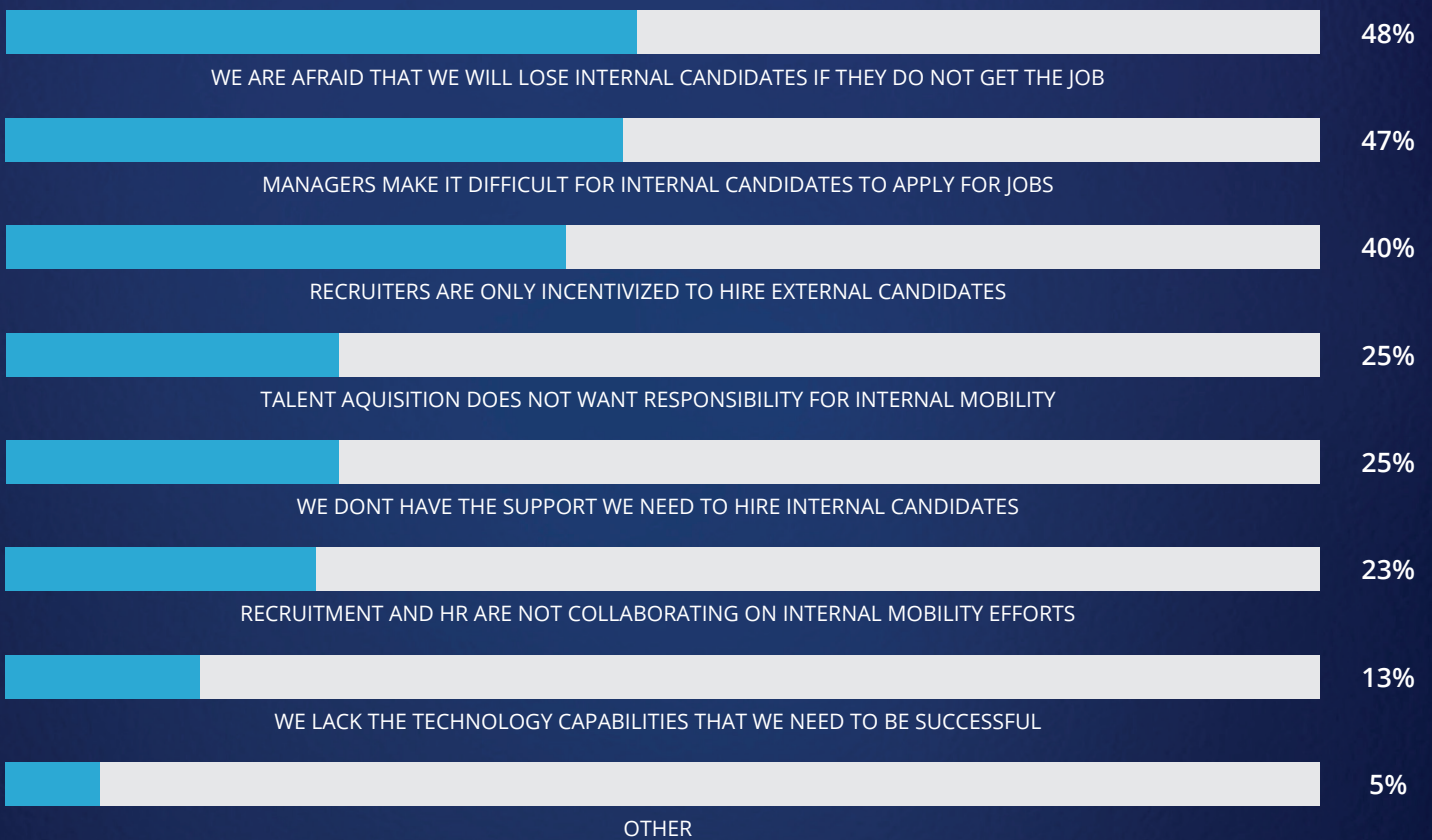 48%
WE ARE AFRAID THAT WE WILL LOSE INTERNAL CANDIDATES IF THEY DO NOT GET THE JOB
47%
MANAGERS MAKE IT DIFFICULT FOR INTERNAL CANDIDATES TO APPLY FOR JOBS
40%
RECRUITERS ARE ONLY INCENTIVIZED TO HIRE EXTERNAL CANDIDATES
25%
TALENT AQUISITION DOES NOT WANT RESPONSIBILITY FOR INTERNAL MOBILITY
25%
WE DONT HAVE THE SUPPORT WE NEED TO HIRE INTERNAL CANDIDATES
23%
RECRUITMENT AND HR ARE NOT COLLABORATING ON INTERNAL MOBILITY EFFORTS
13%
WE LACK THE TECHNOLOGY CAPABILITIES THAT WE NEED TO BE SUCCESSFUL
5%
OTHER